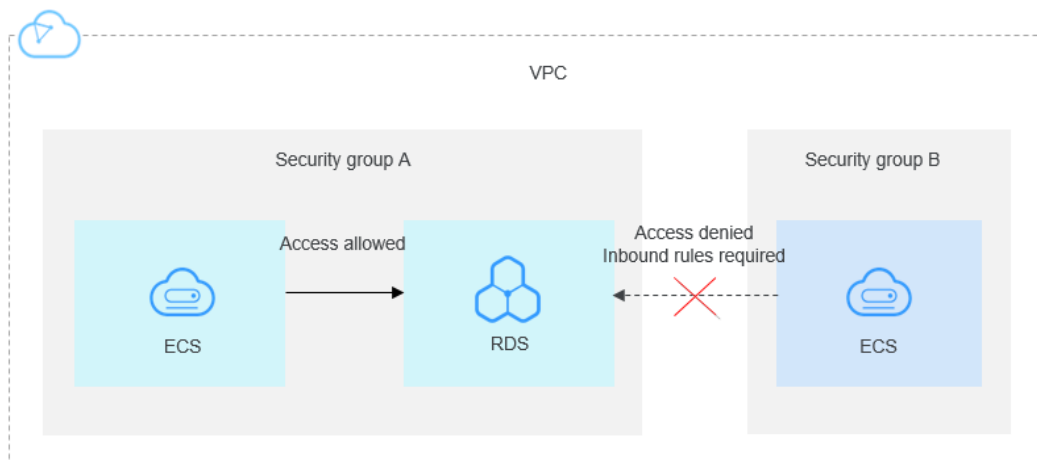 VPC
Security group A
Security group B
Access allowed
Access denied
Inbound rules required
ECS
RDS
ECS